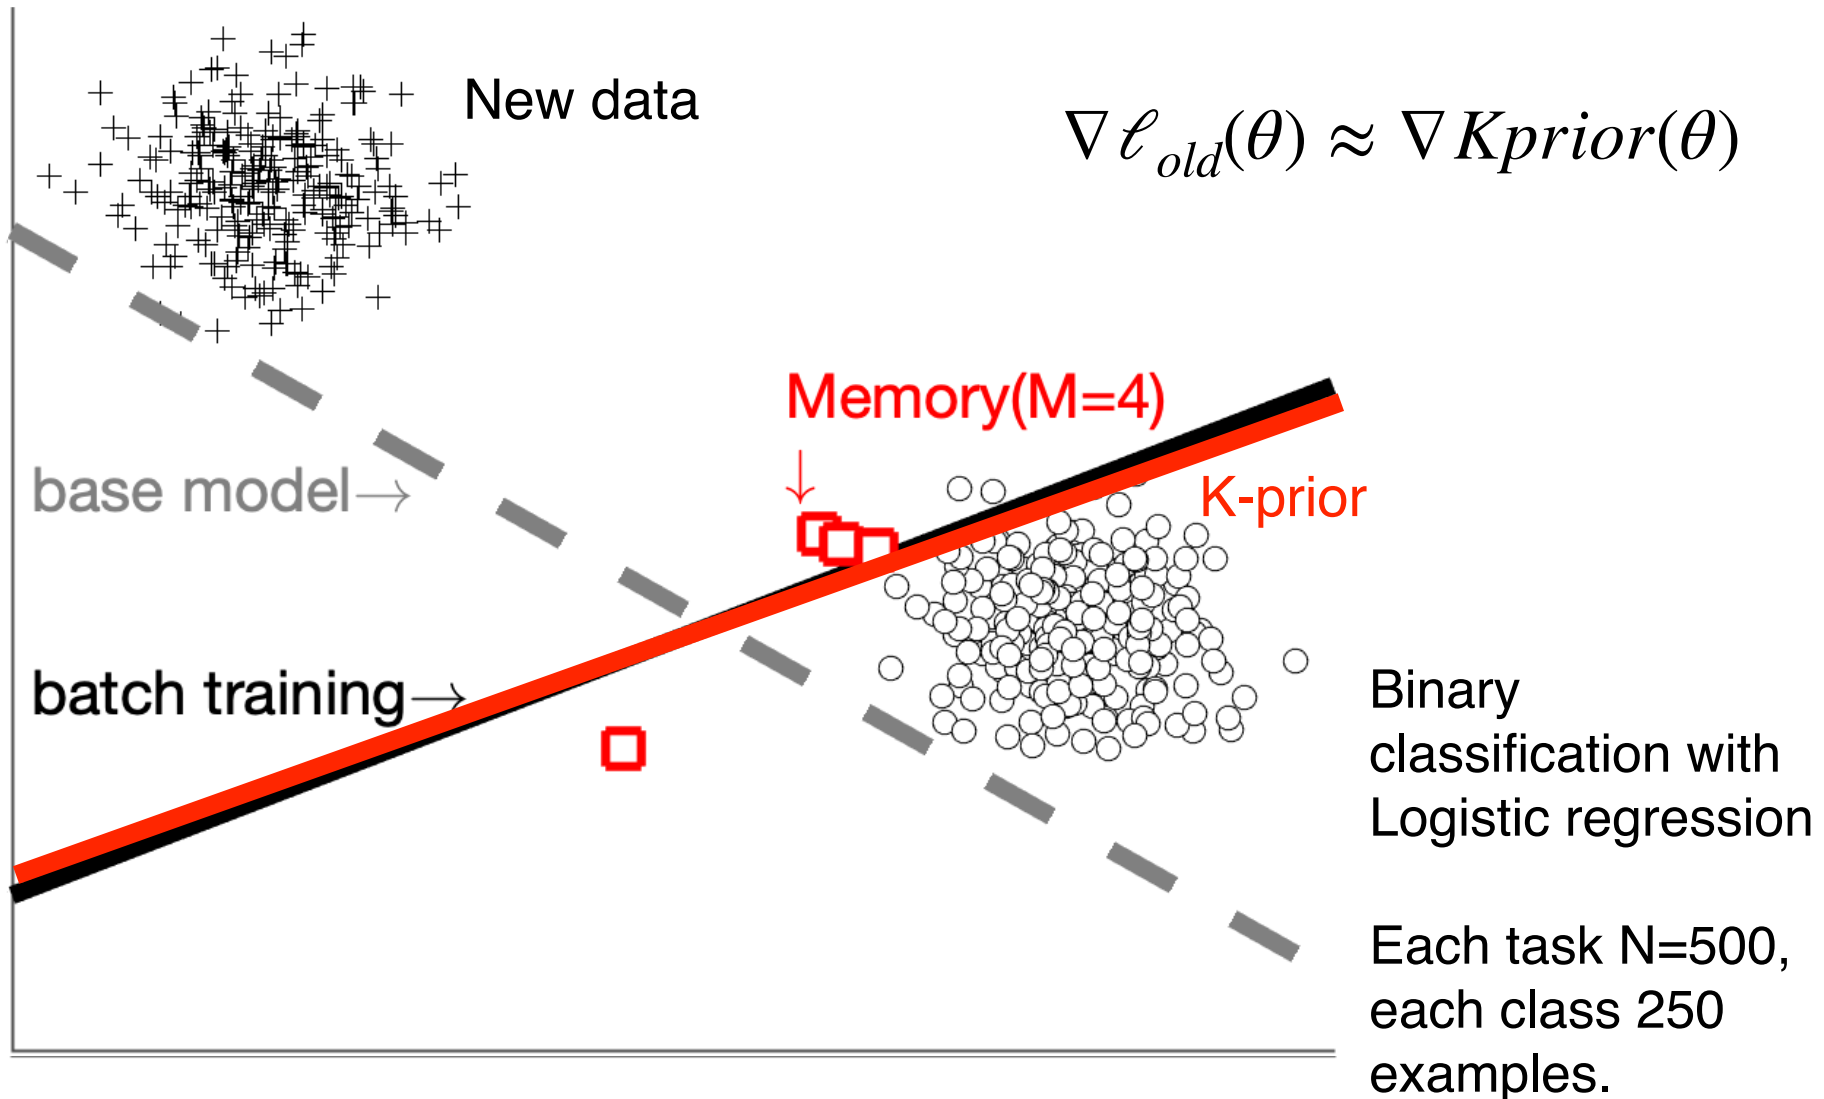 New data
∇ℓ_old(θ) ≈ ∇Kprior(θ)
Memory(M=4)
↓
base model→
K-prior
batch training→
Binary
classification with
Logistic regression
Each task N=500,
each class 250
examples.